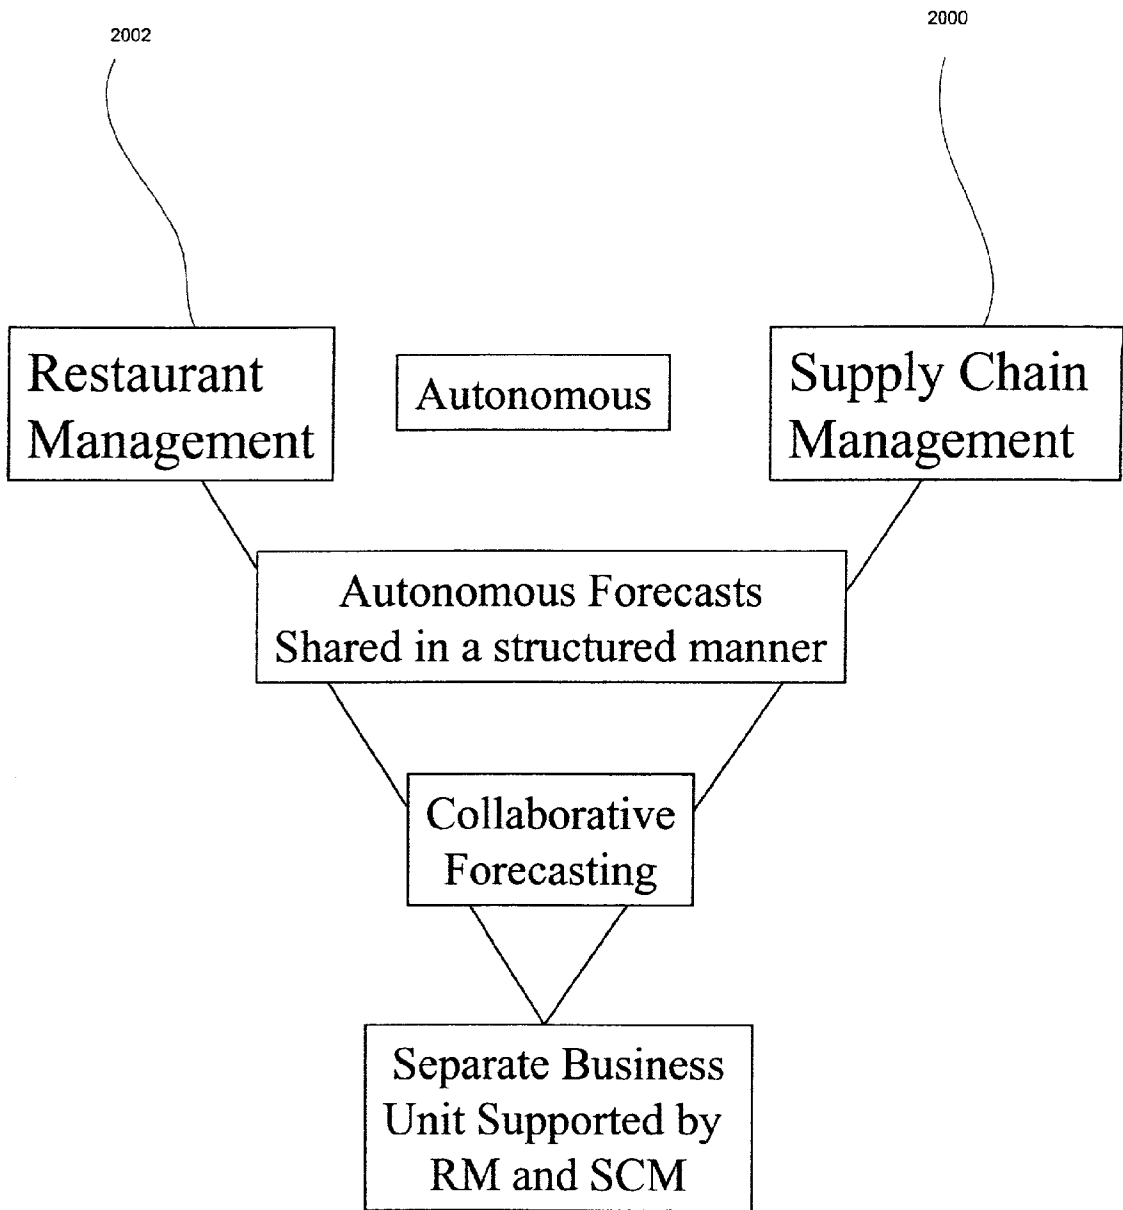 2002
2000
Restaurant
Management
Autonomous
Supply Chain
Management
Autonomous Forecasts
Shared in a structured manner
Collaborative
Forecasting
Separate Business
Unit Supported by
RM and SCM